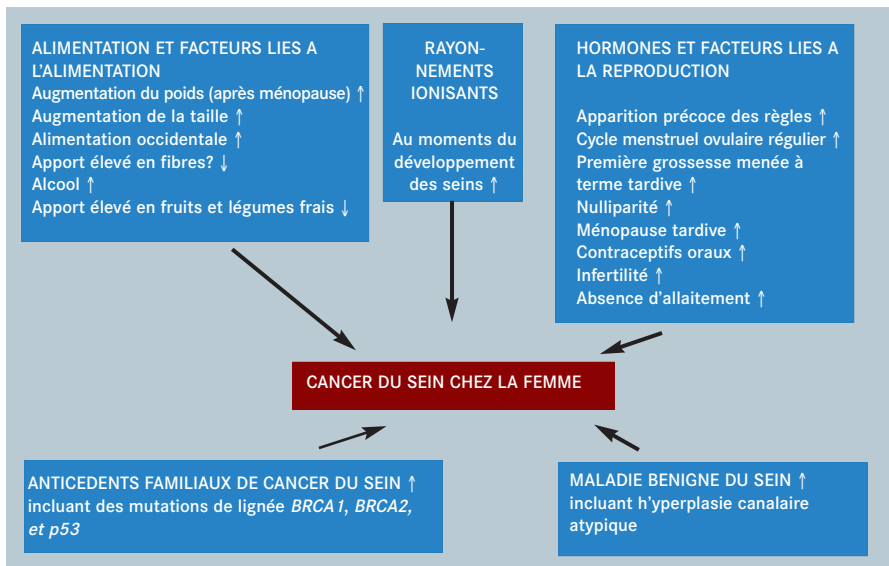 ALIMENTATION ET FACTEURS LIES A
L'ALIMENTATION
Augmentation du poids (après ménopause) ↑
Augmentation de la taille ↑
Alimentation occidentale ↑
Apport élevé en fibres? ↓
Alcool ↑
Apport élevé en fruits et légumes frais ↓
RAYON-
NEMENTS
IONISANTS
Au moments du
développement
des seins ↑
HORMONES ET FACTEURS LIES A
LA REPRODUCTION
Apparition précoce des règles ↑
Cycle menstruel ovulaire régulier ↑
Première grossesse menée à
terme tardive ↑
Nulliparité ↑
Ménopause tardive ↑
Contraceptifs oraux ↑
Infertilité ↑
Absence d'allaitement ↑
CANCER DU SEIN CHEZ LA FEMME
ANTICEDENTS FAMILIAUX DE CANCER DU SEIN ↑
incluant des mutations de lignée BRCA1, BRCA2,
et p53
MALADIE BENIGNE DU SEIN ↑
incluant h'yperplasie canalaire
atypique